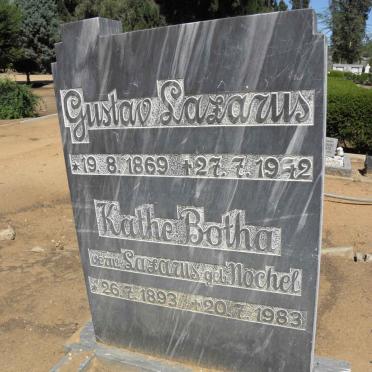 Gustav Lazarus
* 19.8.1869 † 27.7.1972
Kathe Botha
verw. Lazarus geb. Nochel
* 26.7.1893 † 20.7.1983